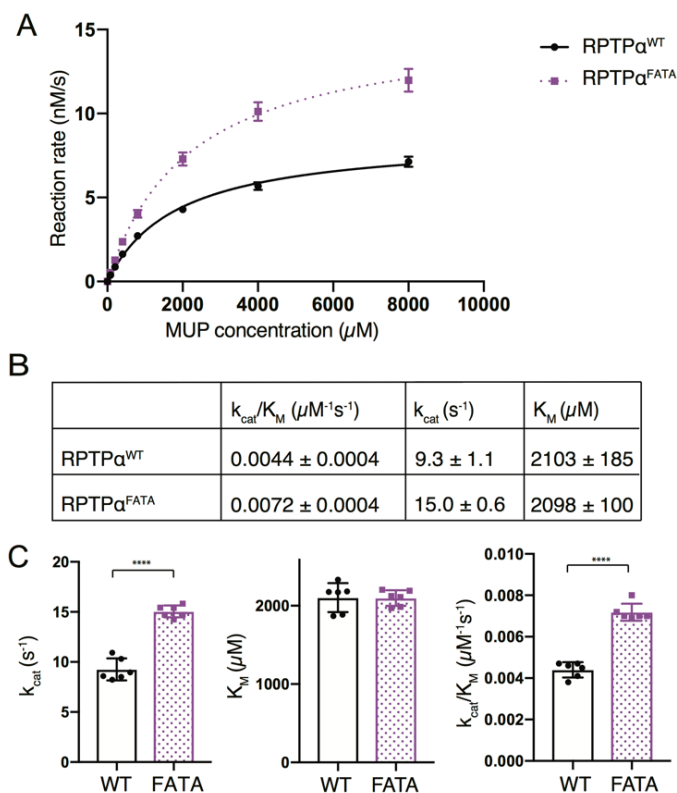 A
15
10
5
0
Reaction rate (nM/s)
0 2000 4000 6000 8000 10000
MUP concentration (µM)
RPTPα^WT
RPTPα^FATA
B
k_cat/K_M (µM⁻¹s⁻¹) k_cat (s⁻¹) K_M (µM)
RPTPα^WT 0.0044 ± 0.0004 9.3 ± 1.1 2103 ± 185
RPTPα^FATA 0.0072 ± 0.0004 15.0 ± 0.6 2098 ± 100
C
20
15
10
5
0
k_cat (s⁻¹)
****
WT FATA
2000
1000
0
K_M (µM)
WT FATA
0.010
0.008
0.006
0.004
0.002
0.000
k_cat/K_M (µM⁻¹s⁻¹)
****
WT FATA